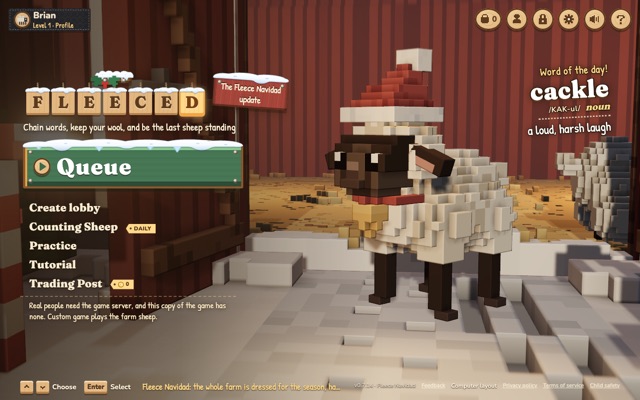 Brian
Level 1 · Profile
0
?
FLEECED
"The Fleece Navidad"
update
Chain words, keep your wool, and be the last sheep standing
Queue
Create lobby
Counting Sheep
DAILY
Practice
Tutorial
Trading Post
0
Real people need the game server, and this copy of the game has
none. Custom game plays the farm sheep.
Word of the day!
cackle
/KAK-ul/ noun
a loud, harsh laugh
Choose
Enter
Select
Fleece Navidad: the whole farm is dressed for the season, ha...
Fleece Navidad
Feedback
Computer layout
Privacy policy
Terms of service
Child safety